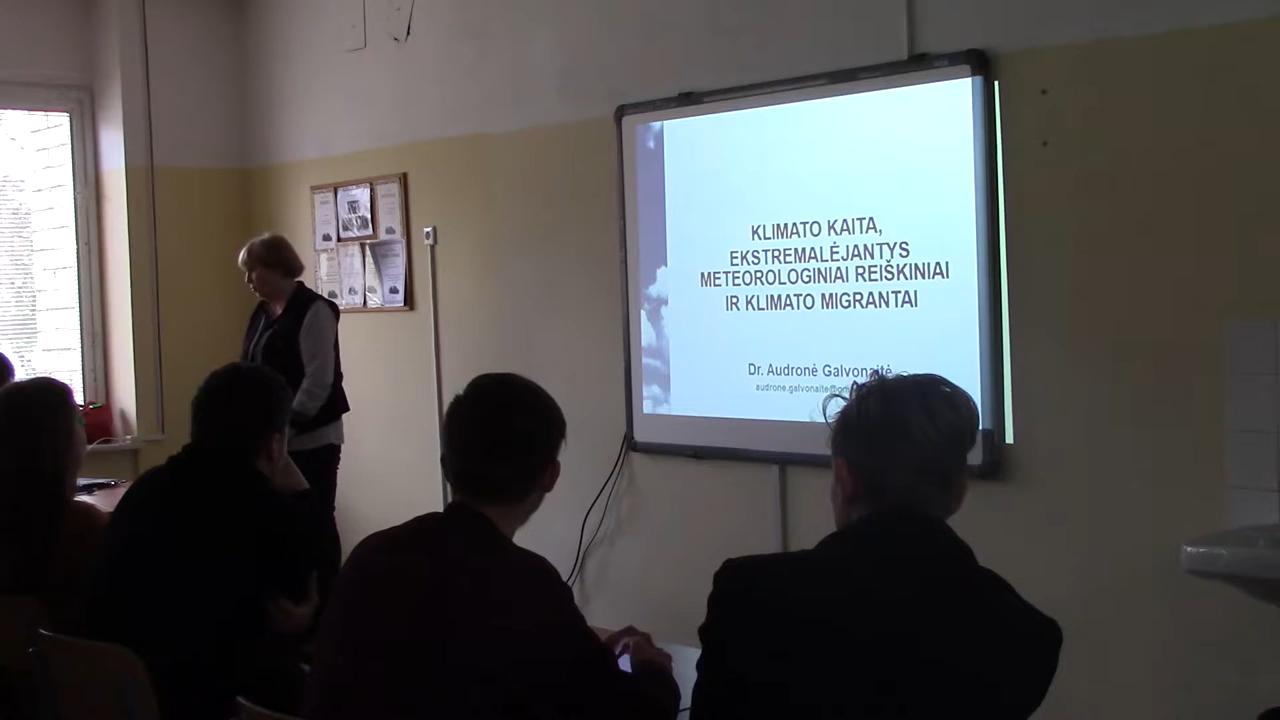 KLIMATO KAITA,
EKSTREMALĖJANTYS
METEOROLOGINIAI REIŠKINIAI
IR KLIMATO MIGRANTAI
Dr. Audronė Galvonaitė